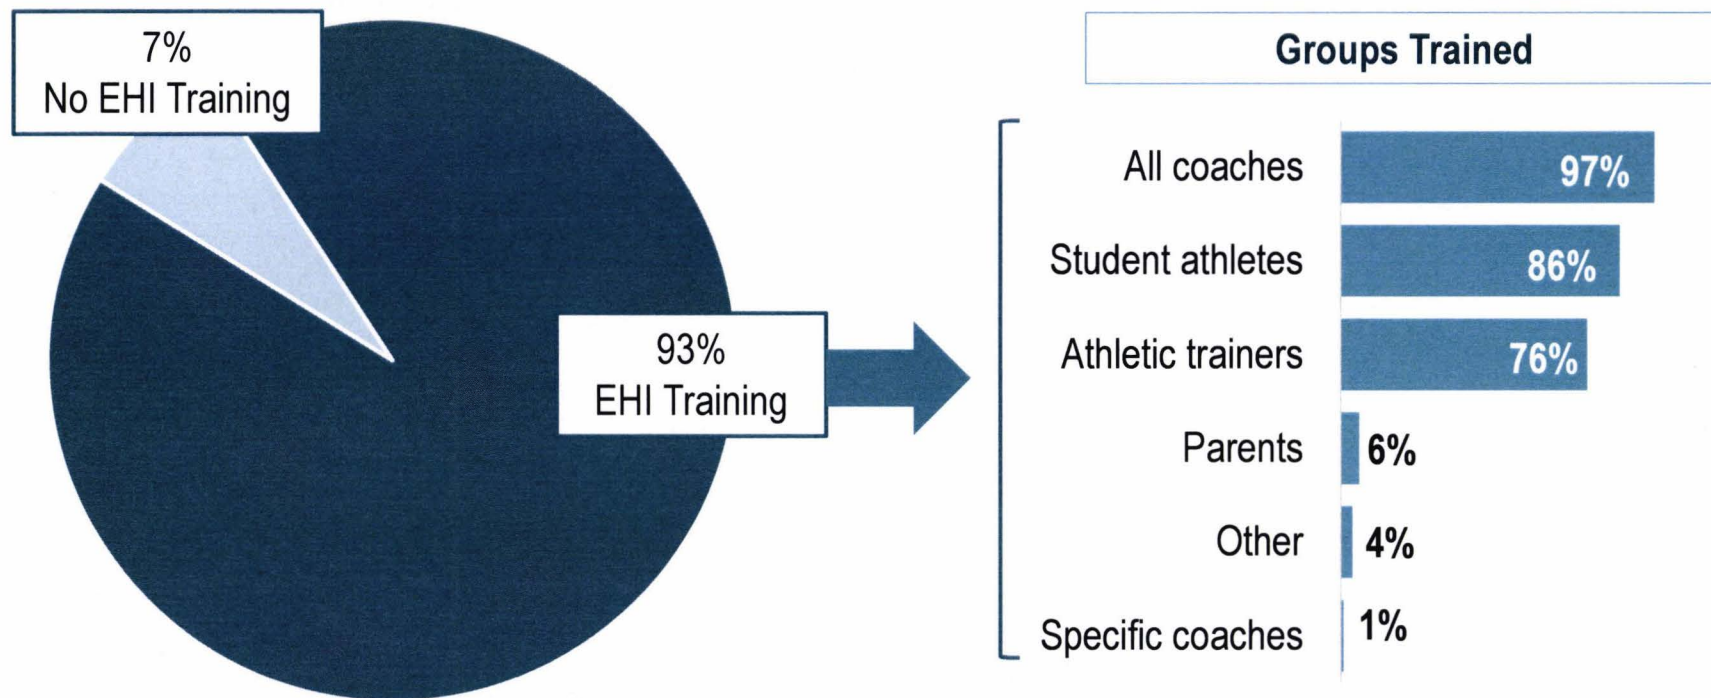 7%
No EHI Training
93%
EHI Training
Groups Trained
All coaches
97%
Student athletes
86%
Athletic trainers
76%
Parents
6%
Other
4%
Specific coaches
1%